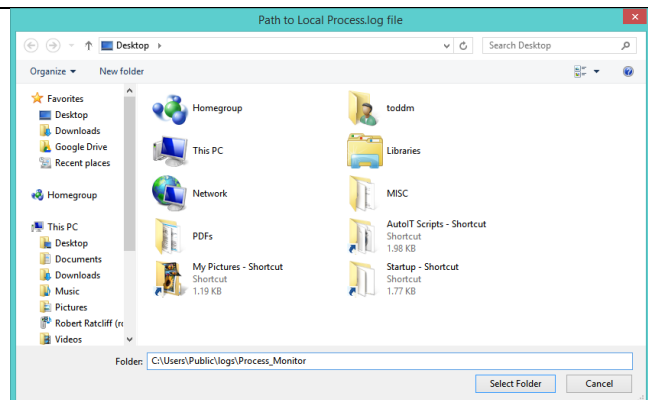 Path to Local Process.log file
Desktop
Search Desktop
Organize
New folder
Favorites
Desktop
Downloads
Google Drive
Recent places
Homegroup
This PC
Desktop
Documents
Downloads
Music
Pictures
Robert Ratcliff (ro
Videos
Homegroup
toddm
This PC
Libraries
Network
MISC
PDFs
AutoIT Scripts - Shortcut
Shortcut
1.98 KB
My Pictures - Shortcut
Shortcut
1.19 KB
Startup - Shortcut
Shortcut
1.77 KB
Folder: C:\Users\Public\logs\Process_Monitor
Select Folder
Cancel